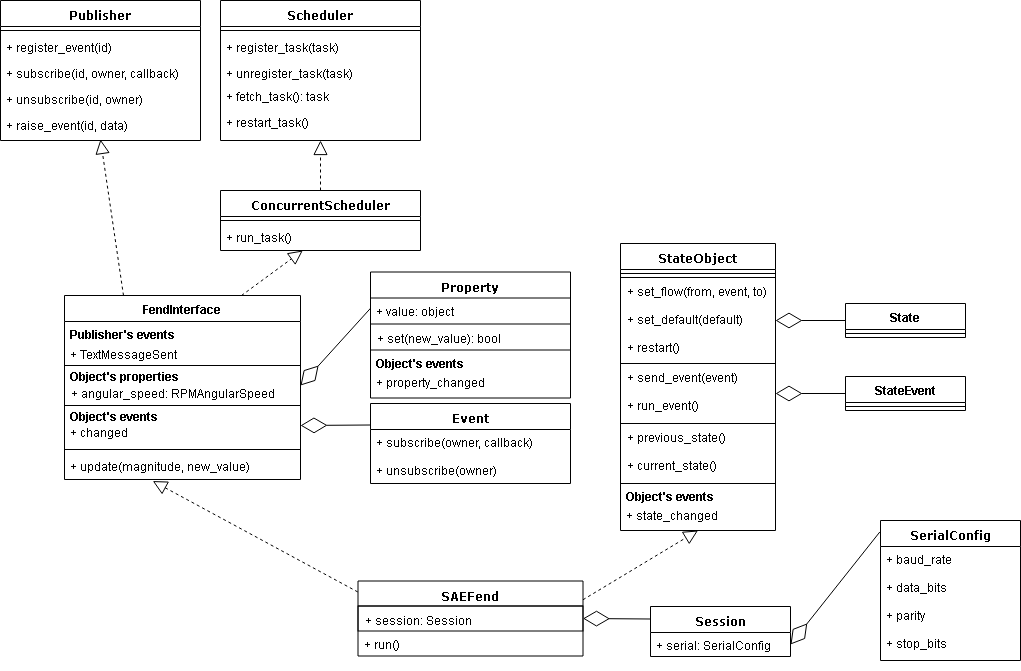 Publisher
+ register_event(id)
+ subscribe(id, owner, callback)
+ unsubscribe(id, owner)
+ raise_event(id, data)
Scheduler
+ register_task(task)
+ unregister_task(task)
+ fetch_task(): task
+ restart_task()
ConcurrentScheduler
+ run_task()
FendInterface
Publisher's events
+ TextMessageSent
Object's properties
+ angular_speed: RPMAngularSpeed
Object's events
+ changed
+ update(magnitude, new_value)
Property
+ value: object
+ set(new_value): bool
Object's events
+ property_changed
Event
+ subscribe(owner, callback)
+ unsubscribe(owner)
StateObject
+ set_flow(from, event, to)
+ set_default(default)
+ restart()
+ send_event(event)
+ run_event()
+ previous_state()
+ current_state()
Object's events
+ state_changed
State
StateEvent
SAEFend
+ session: Session
+ run()
Session
+ serial: SerialConfig
SerialConfig
+ baud_rate
+ data_bits
+ parity
+ stop_bits